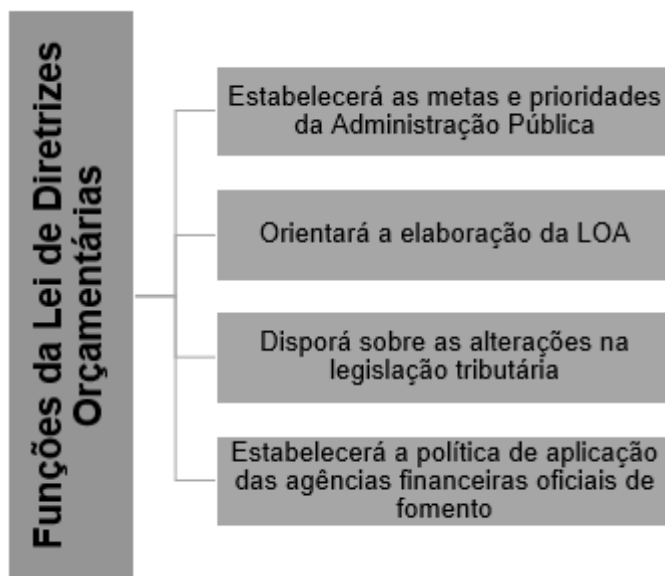 Funções da Lei de Diretrizes
Orçamentárias
Estabelecerá as metas e prioridades
da Administração Pública
Orientará a elaboração da LOA
Disporá sobre as alterações na
legislação tributária
Estabelecerá a política de aplicação
das agências financeiras oficiais de
fomento